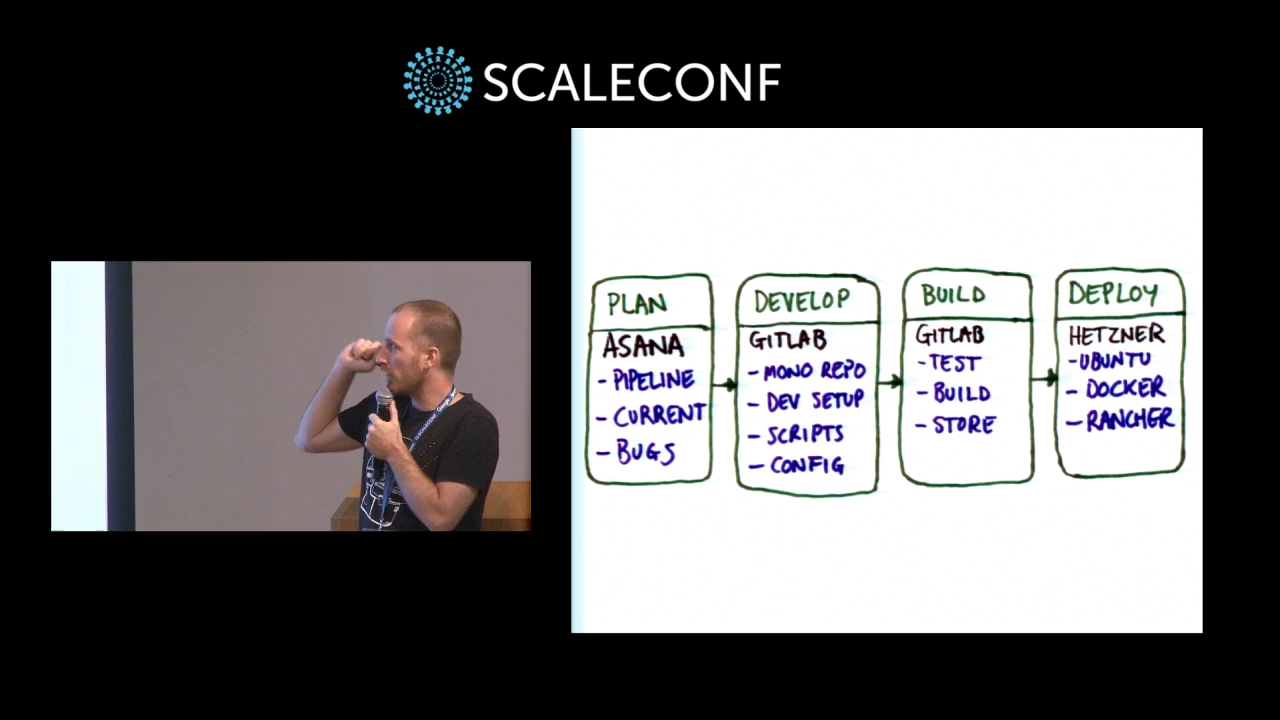 SCALECONF
PLAN
ASANA
- PIPELINE
- CURRENT
- BUGS
DEVELOP
GITLAB
- MONO REPO
- DEV SETUP
- SCRIPTS
- CONFIG
BUILD
GITLAB
- TEST
- BUILD
- STORE
DEPLOY
HETZNER
- UBUNTU
- DOCKER
- RANCHER
@SCALECONF